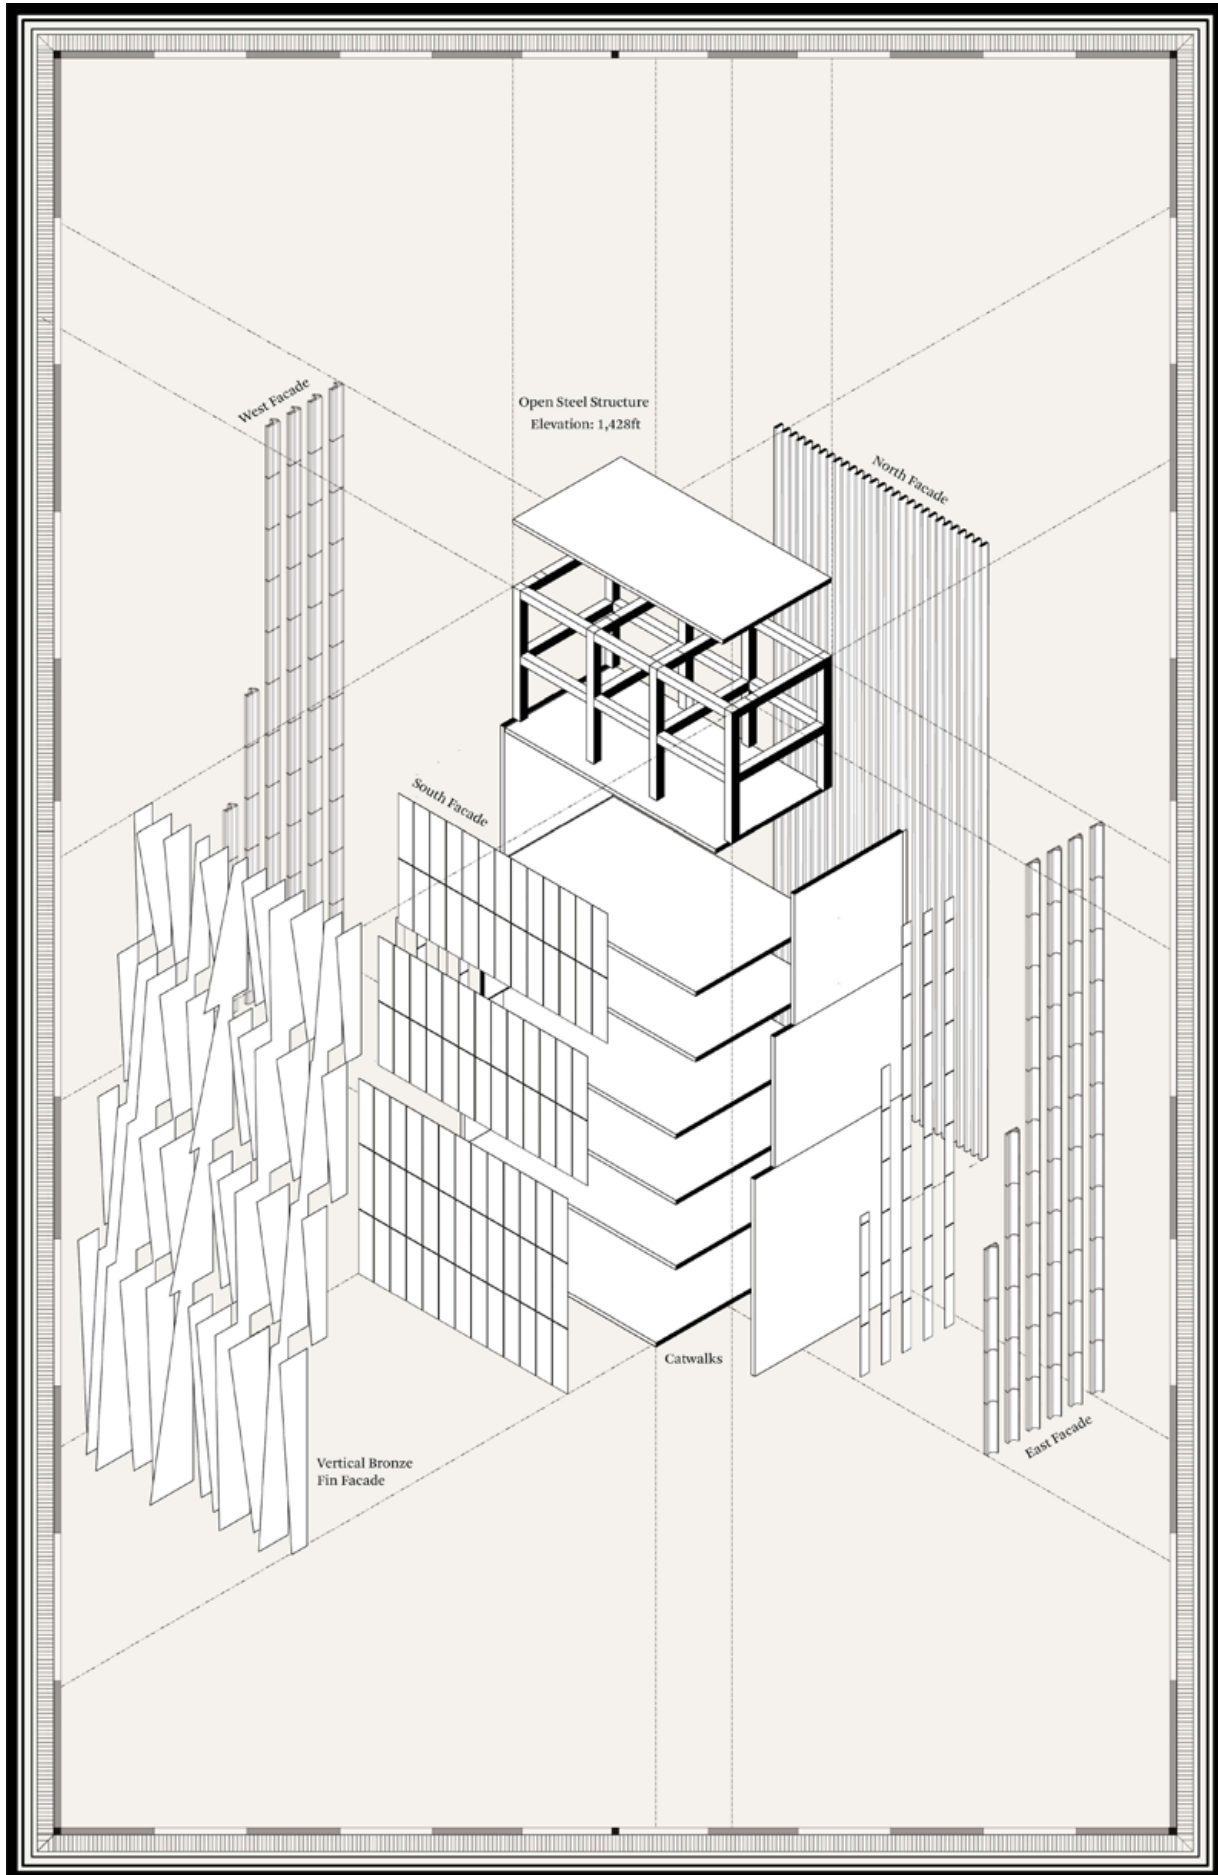 West Facade
Open Steel Structure
Elevation: 1,428ft
North Facade
South Facade
Catwalks
East Facade
Vertical Bronze
Fin Facade